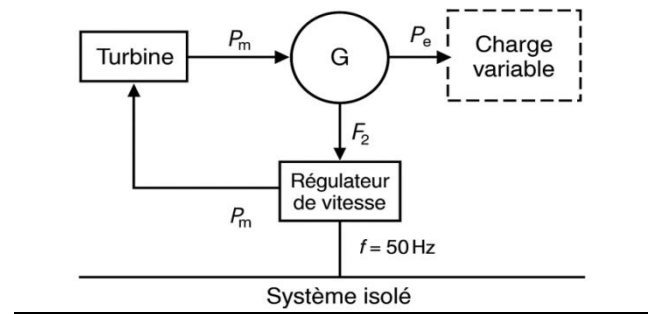 Turbine
Pm
G
Pe
Charge
variable
F2
Régulateur
de vitesse
Pm
f = 50 Hz
Système isolé